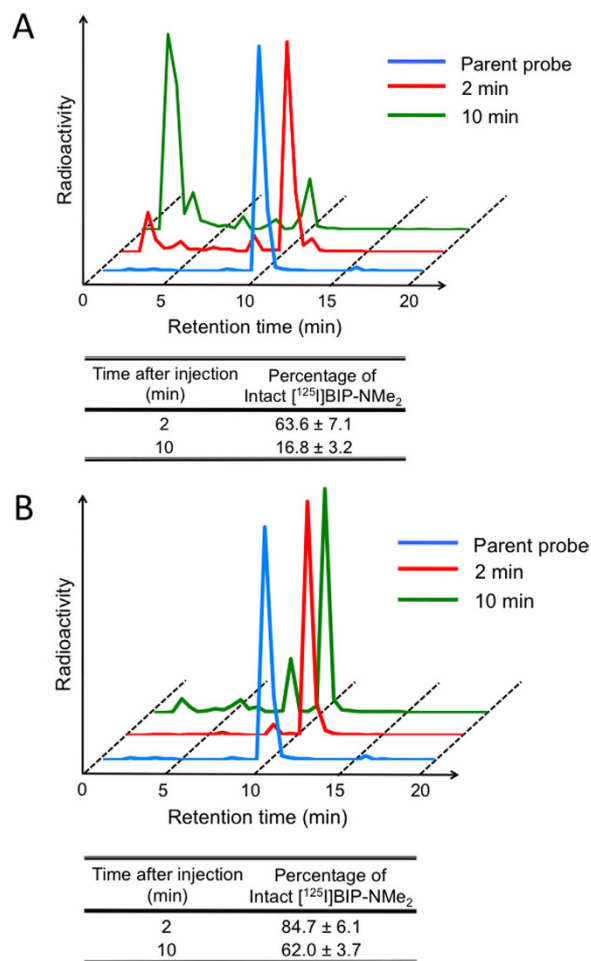 A
Radioactivity
Parent probe
2 min
10 min
0 5 10 15 20
Retention time (min)
Time after injection (min) Percentage of Intact [¹²⁵I]BIP-NMe₂
2 63.6 ± 7.1
10 16.8 ± 3.2
B
Radioactivity
Parent probe
2 min
10 min
0 5 10 15 20
Retention time (min)
Time after injection (min) Percentage of Intact [¹²⁵I]BIP-NMe₂
2 84.7 ± 6.1
10 62.0 ± 3.7